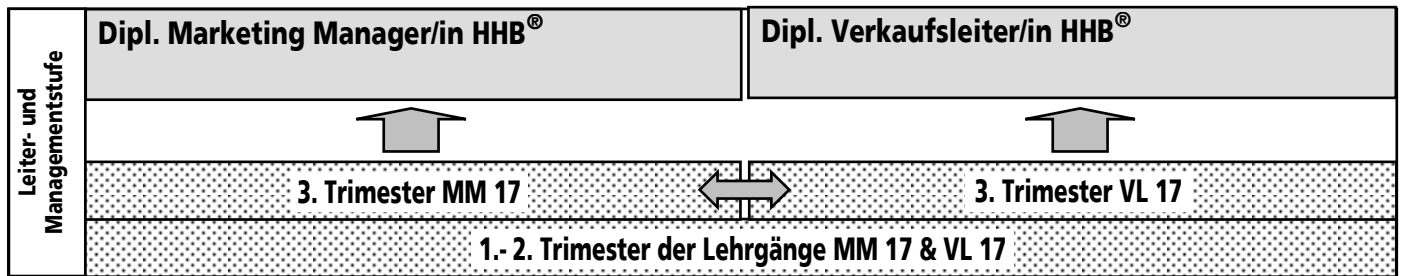 Leiter- und
Managementstufe
Dipl. Marketing Manager/in HHB®
Dipl. Verkaufsleiter/in HHB®
3. Trimester MM 17
3. Trimester VL 17
1.- 2. Trimester der Lehrgänge MM 17 & VL 17